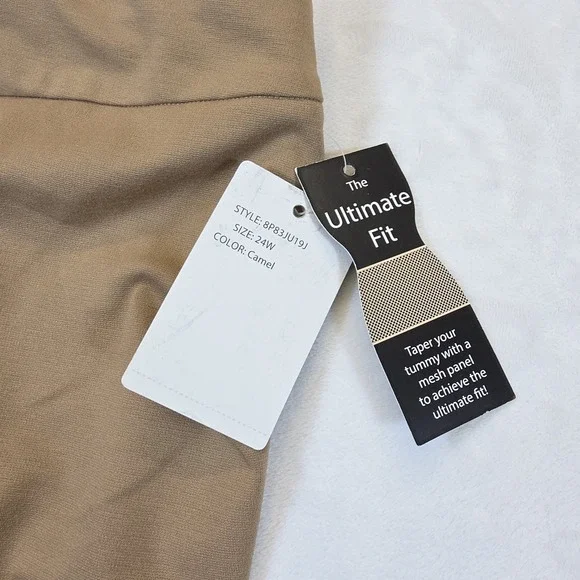 STYLE: 8P83JU19J
SIZE: 24W
COLOR: Camel
The
Ultimate
Fit
Taper your
tummy with a
mesh panel
to achieve the
ultimate fit!